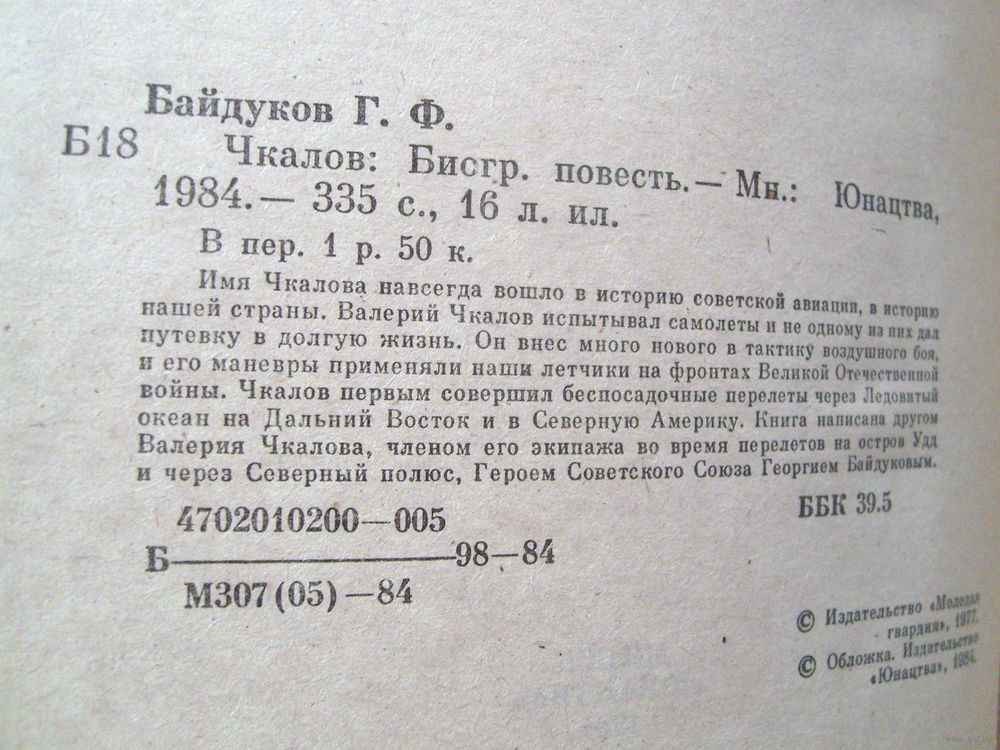 Байдуков Г. Ф.
Б18 Чкалов: Бисгр. повесть.— Мн.: Юнацтва,
1984.— 335 с., 16 л. ил.
В пер. 1 р. 50 к.
Имя Чкалова навсегда вошло в историю советской авиации, в историю
нашей страны. Валерий Чкалов испытывал самолеты и не одному из них дал
путевку в долгую жизнь. Он внес много нового в тактику воздушного боя,
и его маневры применяли наши летчики на фронтах Великой Отечественной
войны. Чкалов первым совершил беспосадочные перелеты через Ледовитый
океан на Дальний Восток и в Северную Америку. Книга написана другом
Валерия Чкалова, членом его экипажа во время перелетов на остров Удд
и через Северный полюс, Героем Советского Союза Георгием Байдуковым.
4702010200—005
Б————98—84
М307(05)—84
ББК 39.5
© Издательство «Молодая
гвардия», 1977.
© Обложка. Издательство
«Юнацтва», 1984.